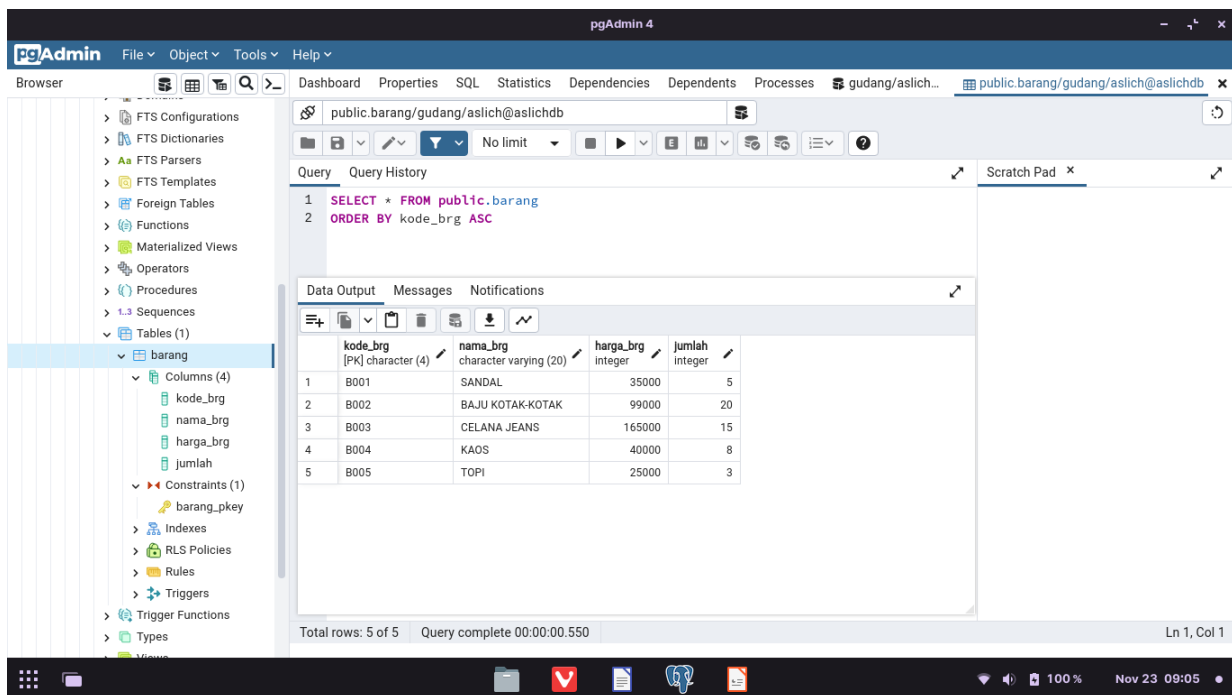 pgAdmin 4
pgAdmin File Object Tools Help
Browser
Dashboard Properties SQL Statistics Dependencies Dependents Processes gudang/aslich... public.barang/gudang/aslich@aslichdb
FTS Configurations
FTS Dictionaries
Aa FTS Parsers
FTS Templates
Foreign Tables
Functions
Materialized Views
Operators
Procedures
1..3 Sequences
Tables (1)
barang
Columns (4)
kode_brg
nama_brg
harga_brg
jumlah
Constraints (1)
barang_pkey
Indexes
RLS Policies
Rules
Triggers
Trigger Functions
Types
Views
public.barang/gudang/aslich@aslichdb
No limit
E
Query Query History
Scratch Pad
1 SELECT * FROM public.barang
2 ORDER BY kode_brg ASC
Data Output Messages Notifications
kode_brg nama_brg harga_brg jumlah
[PK] character (4) character varying (20) integer integer
1 B001 SANDAL 35000 5
2 B002 BAJU KOTAK-KOTAK 99000 20
3 B003 CELANA JEANS 165000 15
4 B004 KAOS 40000 8
5 B005 TOPI 25000 3
Total rows: 5 of 5 Query complete 00:00:00.550 Ln 1, Col 1
100% Nov 23 09:05